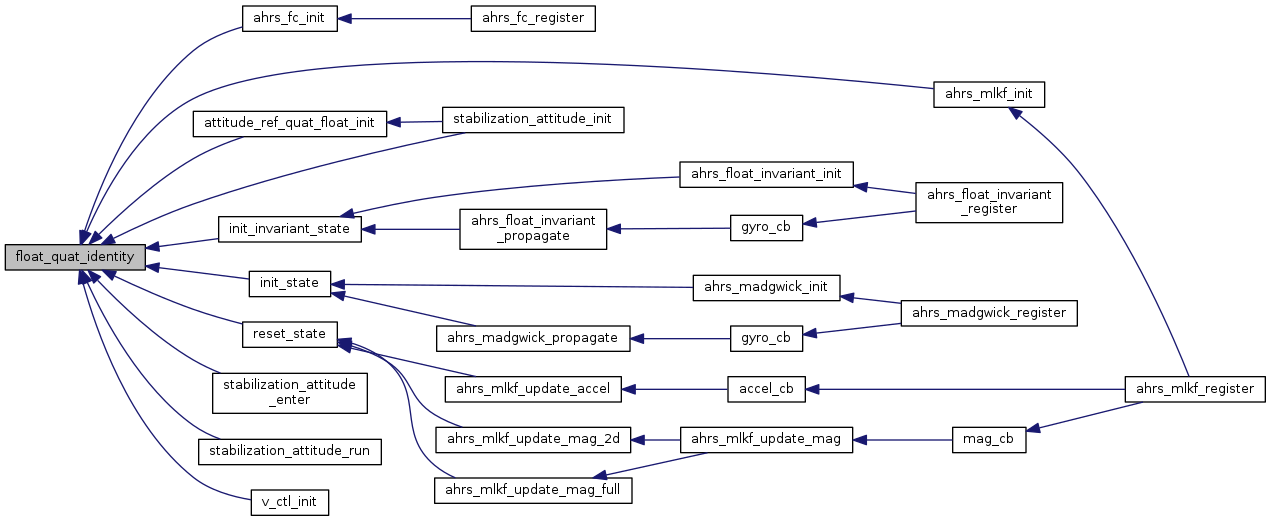 ahrs_fc_init
ahrs_fc_register
ahrs_mlkf_init
attitude_ref_quat_float_init
stabilization_attitude_init
ahrs_float_invariant_init
ahrs_float_invariant
_register
init_invariant_state
ahrs_float_invariant
_propagate
gyro_cb
float_quat_identity
init_state
ahrs_madgwick_init
ahrs_madgwick_register
reset_state
ahrs_madgwick_propagate
gyro_cb
stabilization_attitude
_enter
ahrs_mlkf_update_accel
accel_cb
ahrs_mlkf_register
stabilization_attitude_run
ahrs_mlkf_update_mag_2d
ahrs_mlkf_update_mag
mag_cb
ahrs_mlkf_update_mag_full
v_ctl_init